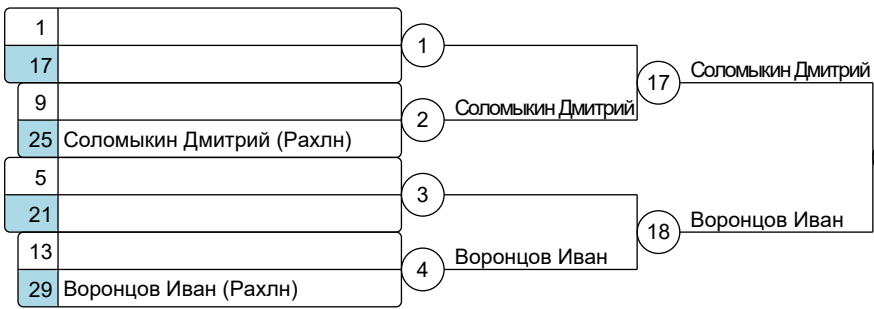 1
17
1
9
25 Соломыкин Дмитрий (Рахлн)
2
Соломыкин Дмитрий
17
Соломыкин Дмитрий
5
21
3
13
29 Воронцов Иван (Рахлн)
4
Воронцов Иван
18
Воронцов Иван